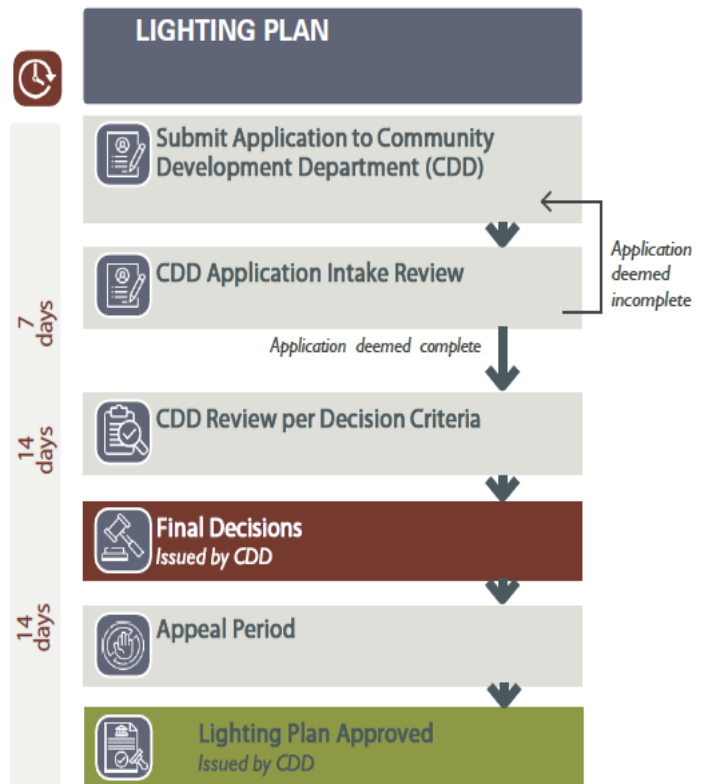 LIGHTING PLAN
Submit Application to Community
Development Department (CDD)
Application
deemed
incomplete
CDD Application Intake Review
7
days
Application deemed complete
CDD Review per Decision Criteria
14
days
Final Decisions
Issued by CDD
Appeal Period
14
days
Lighting Plan Approved
Issued by CDD